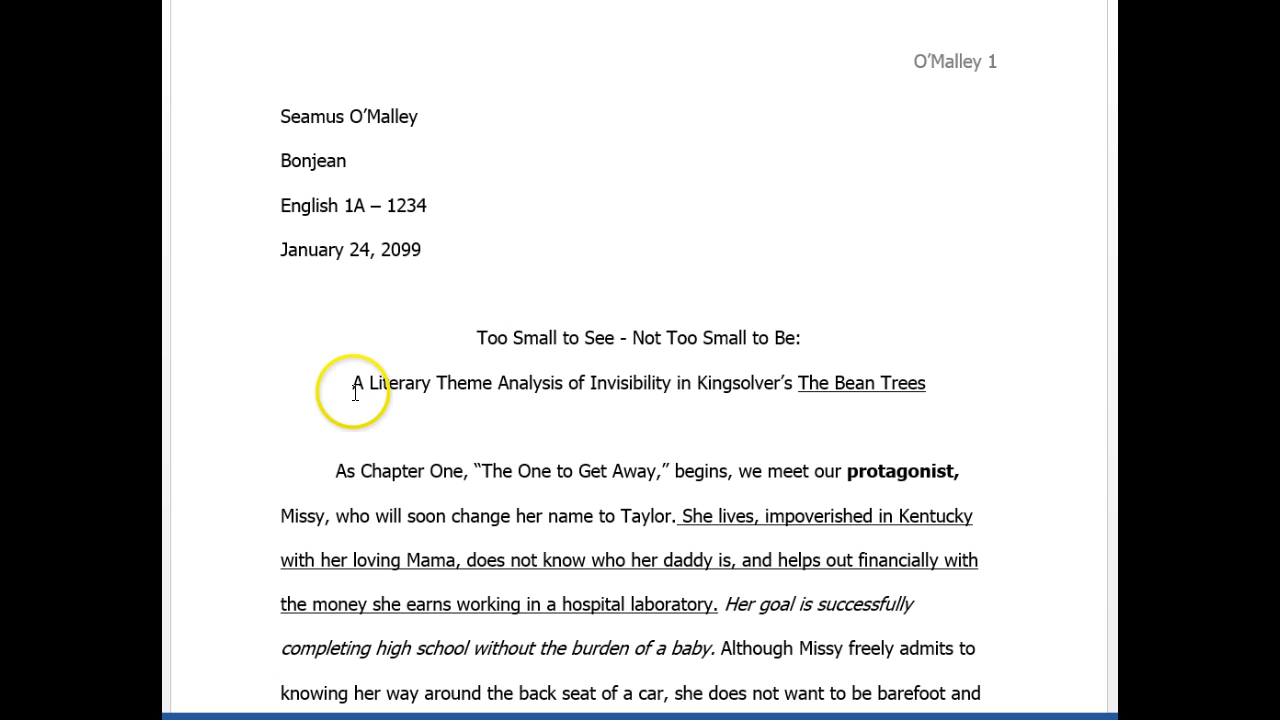 O’Malley 1
Seamus O’Malley
Bonjean
English 1A – 1234
January 24, 2099
Too Small to See - Not Too Small to Be:
A Literary Theme Analysis of Invisibility in Kingsolver’s The Bean Trees
As Chapter One, “The One to Get Away,” begins, we meet our protagonist,
Missy, who will soon change her name to Taylor. She lives, impoverished in Kentucky
with her loving Mama, does not know who her daddy is, and helps out financially with
the money she earns working in a hospital laboratory. Her goal is successfully
completing high school without the burden of a baby. Although Missy freely admits to
knowing her way around the back seat of a car, she does not want to be barefoot and